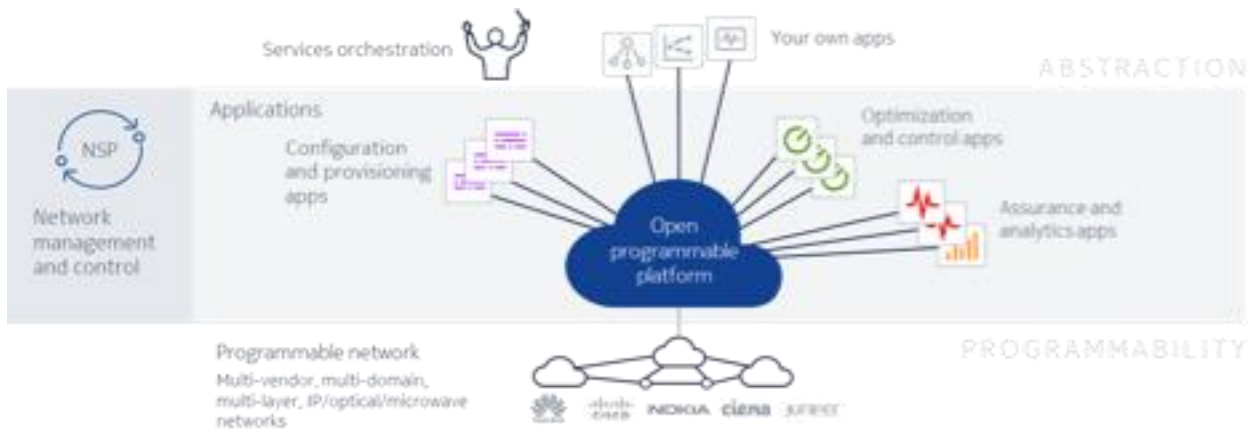 Services orchestration
Your own apps
ABSTRACTION
NSP
Network
management
and control
Applications
Configuration
and provisioning
apps
Optimization
and control apps
Assurance and
analytics apps
Open
programmable
platform
PROGRAMMABILITY
Programmable network
Multi-vendor, multi-domain,
multi-layer, IP/optical/microwave
networks
cisco NOKIA ciena JUNIPER